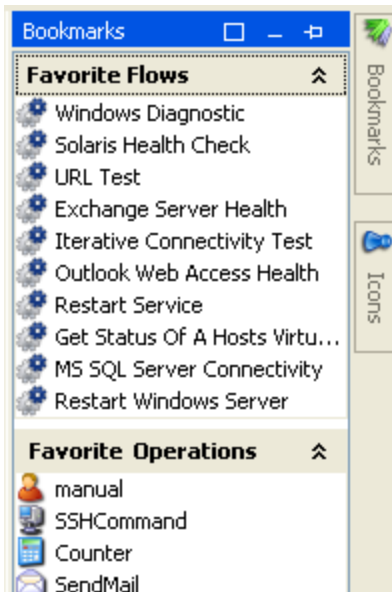 Bookmarks
Favorite Flows
Windows Diagnostic
Solaris Health Check
URL Test
Exchange Server Health
Iterative Connectivity Test
Outlook Web Access Health
Restart Service
Get Status Of A Hosts Virtu...
MS SQL Server Connectivity
Restart Windows Server
Favorite Operations
manual
SSHCommand
Counter
SendMail
Bookmarks
Icons